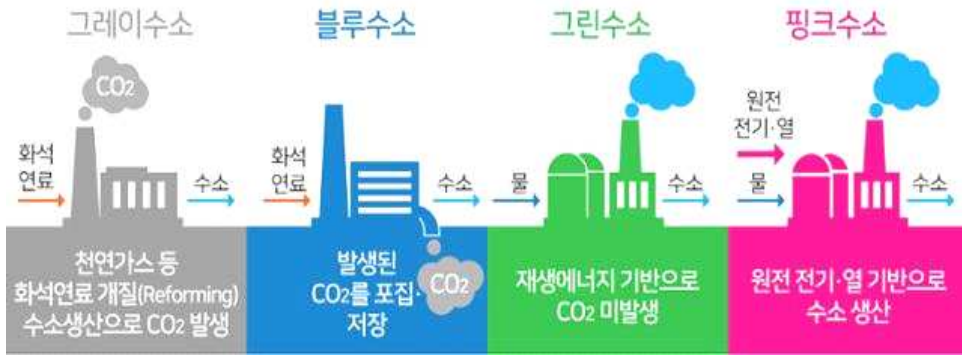 그레이수소
CO2
화석
연료
수소
천연가스 등
화석연료 개질(Reforming)
수소생산으로 CO2 발생
블루수소
화석
연료
수소
CO2
발생된
CO2를 포집·
저장
그린수소
물
수소
재생에너지 기반으로
CO2 미발생
핑크수소
원전
전기·열
물
수소
원전 전기·열 기반으로
수소 생산